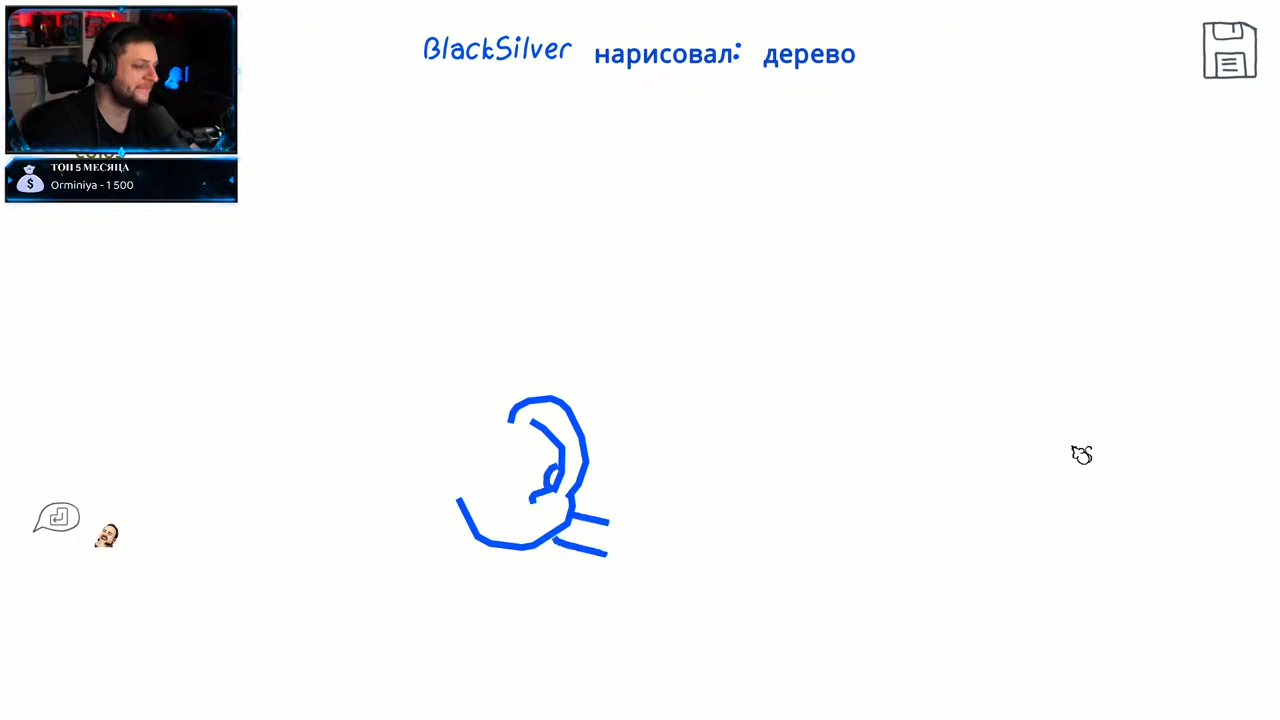 BlackSilver нарисовал: дерево
ТОП 5 МЕСЯЦА
Orminiya - 1 500